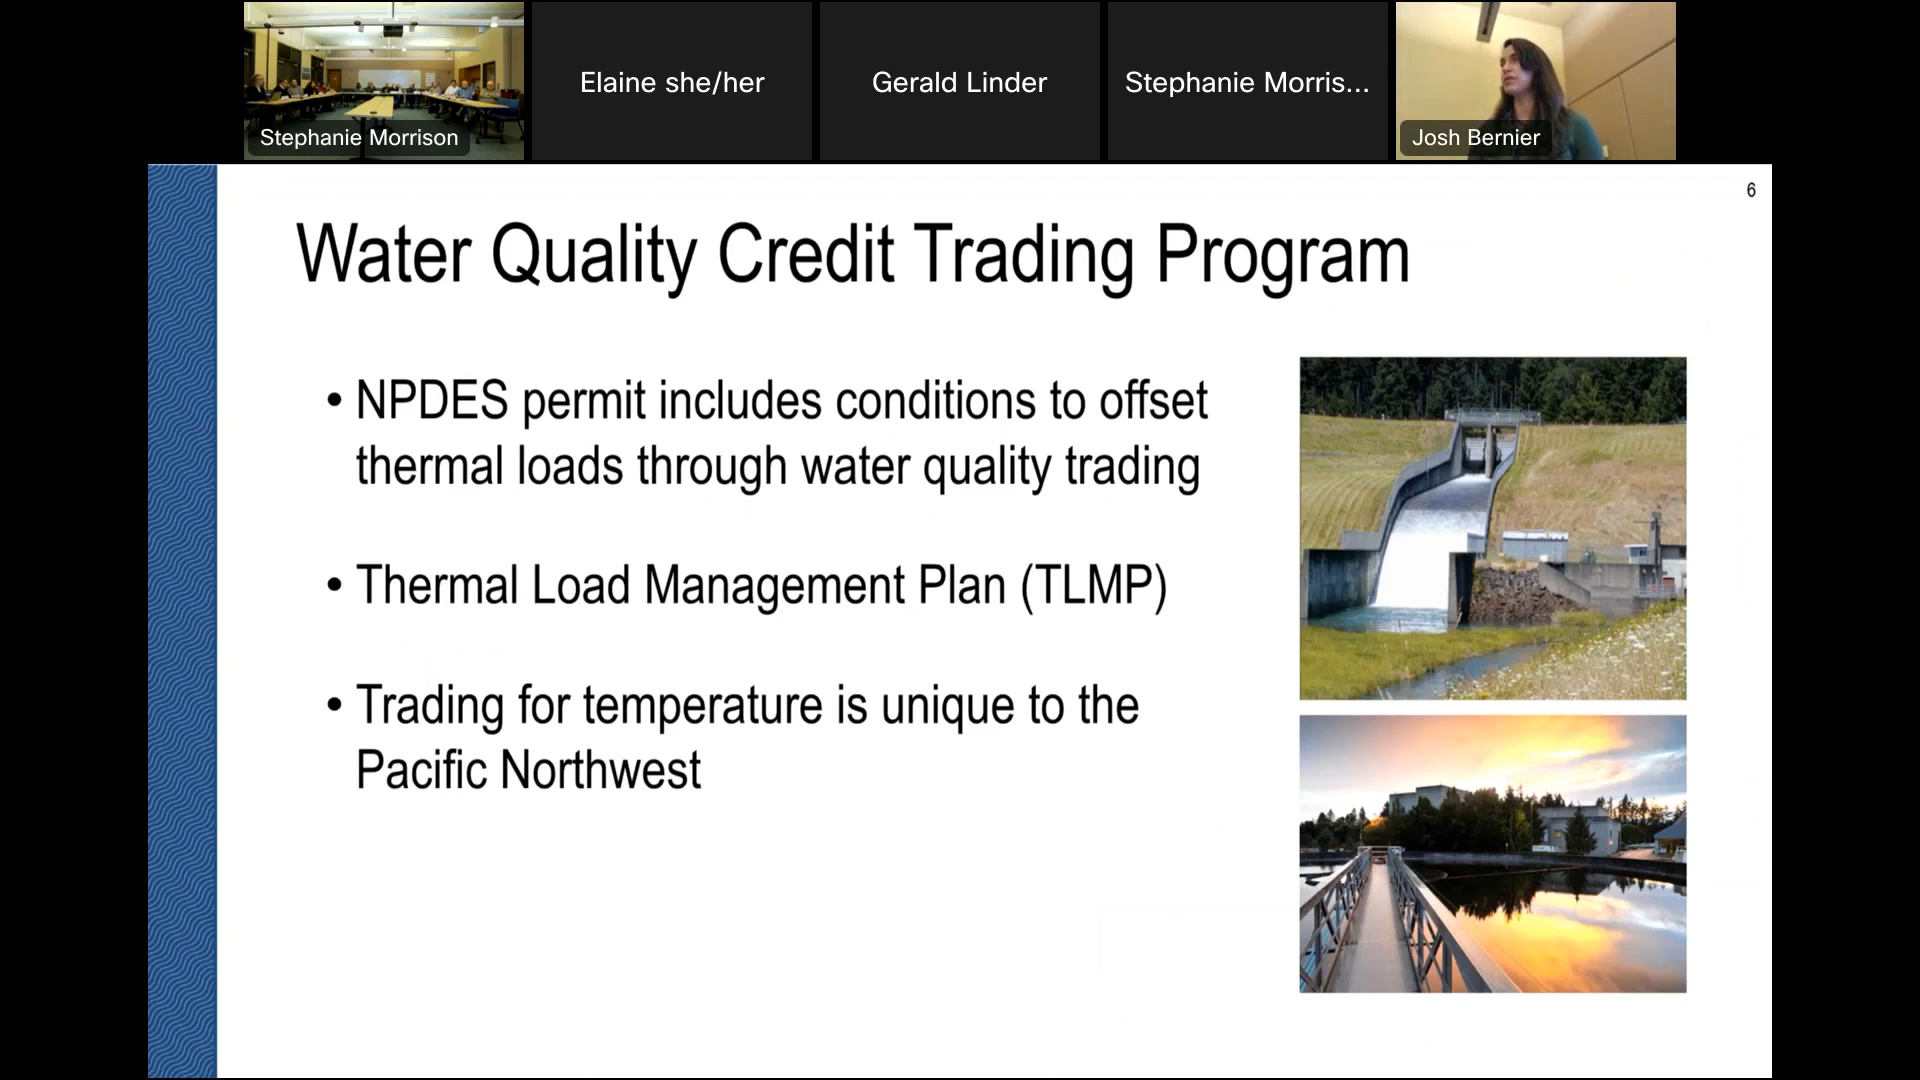 Stephanie Morrison
Elaine she/her
Gerald Linder
Stephanie Morris...
Josh Bernier
6
Water Quality Credit Trading Program
• NPDES permit includes conditions to offset
thermal loads through water quality trading
• Thermal Load Management Plan (TLMP)
• Trading for temperature is unique to the
Pacific Northwest